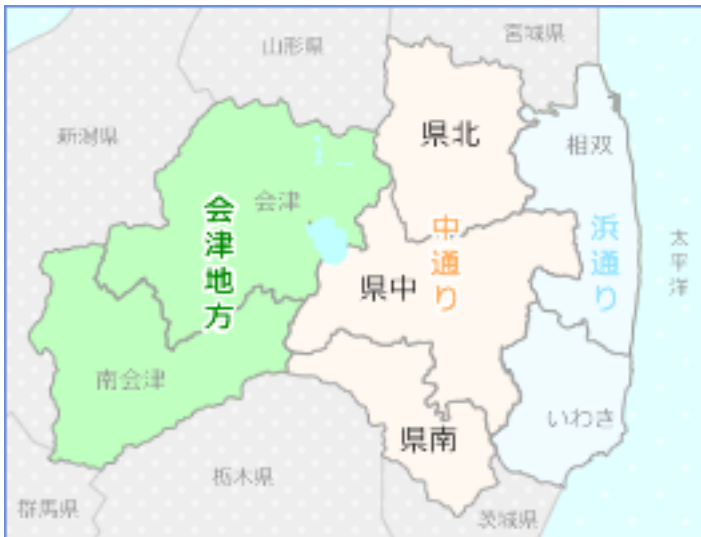 宮城県
山形県
新潟県
県北
相双
会津
会津地方
中通り
浜通り
太平洋
県中
南会津
いわき
県南
栃木県
群馬県
茨城県